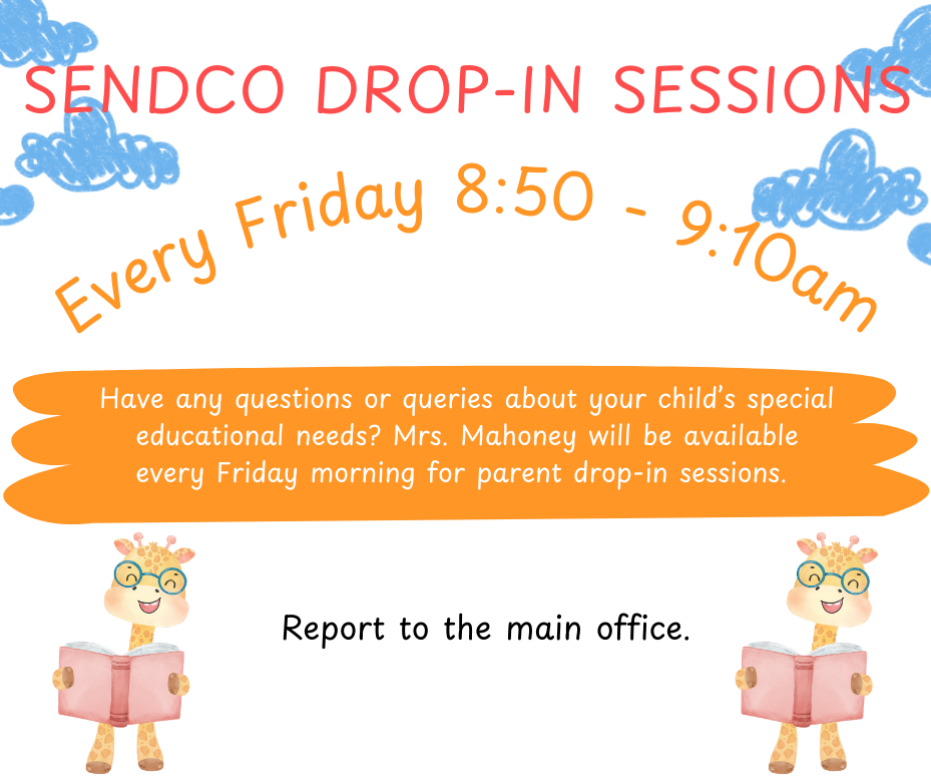 SENDCO DROP-IN SESSIONS
Every Friday 8:50 - 9:10am
Have any questions or queries about your child's special
educational needs? Mrs. Mahoney will be available
every Friday morning for parent drop-in sessions.
Report to the main office.